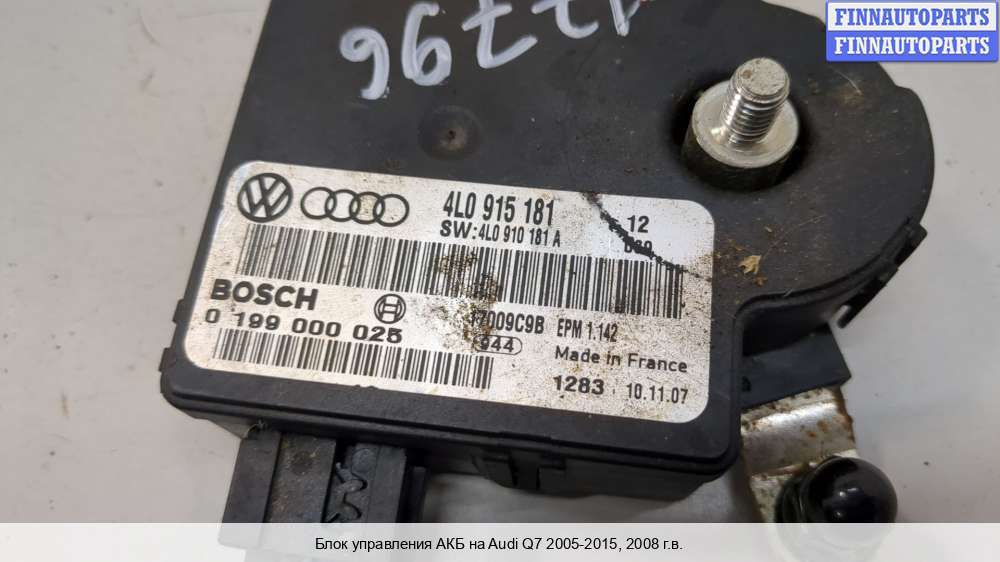 FINNAUTOPARTS
FINNAUTOPARTS
7796
4L0 915 181
12
SW:4L0 910 181 A
BOSCH
0 199 000 025
7009C9B
EPM 1.142
944
Made in France
1283
10.11.07
Блок управления АКБ на Audi Q7 2005-2015, 2008 г.в.